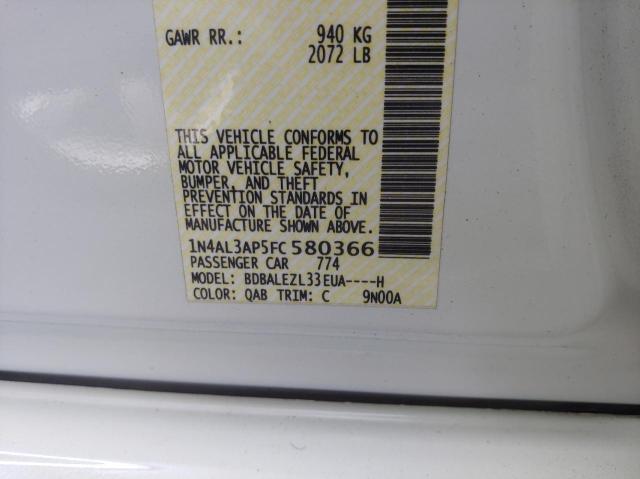 GAWR RR.: 940 KG
2072 LB
THIS VEHICLE CONFORMS TO
ALL APPLICABLE FEDERAL
MOTOR VEHICLE SAFETY,
BUMPER, AND THEFT
PREVENTION STANDARDS IN
EFFECT ON THE DATE OF
MANUFACTURE SHOWN ABOVE.
1N4AL3AP5FC580366
PASSENGER CAR 774
MODEL: BDBALEZL33EUA----H
COLOR: QAB TRIM: C 9N00A